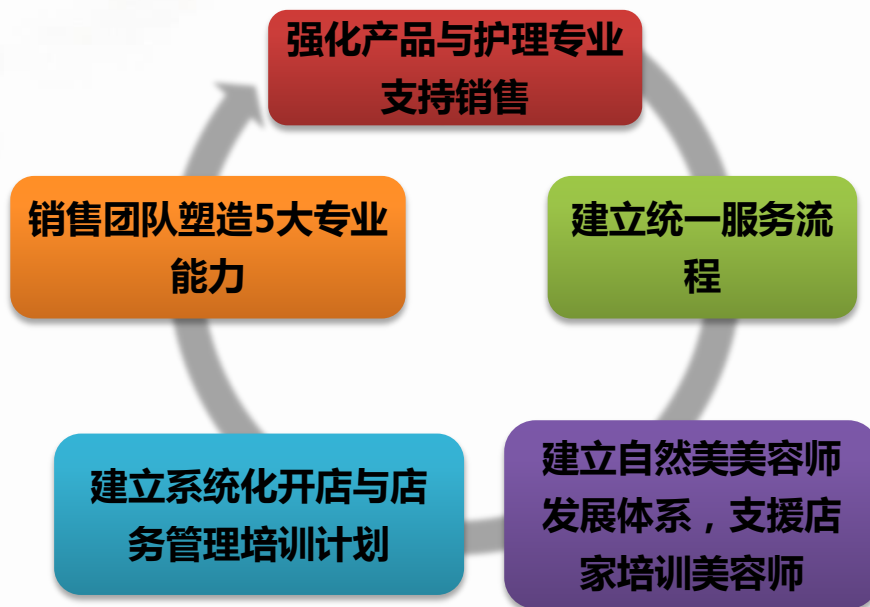 强化产品与护理专业
支持销售
建立统一服务流
程
建立自然美美容师
发展体系，支援店
家培训美容师
建立系统化开店与店
务管理培训计划
销售团队塑造5大专业
能力